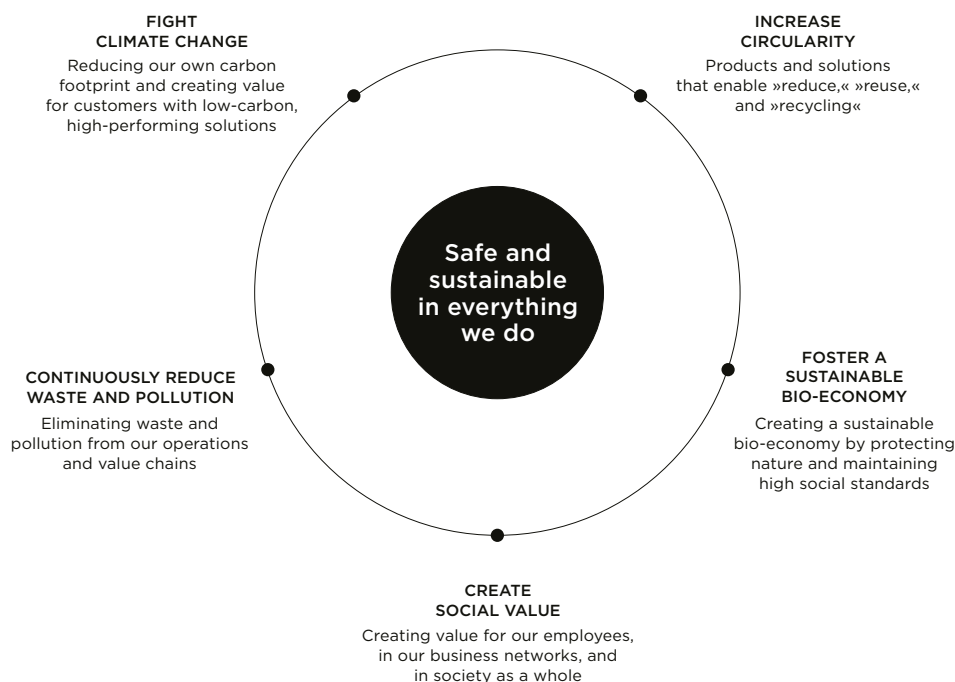 FIGHT
CLIMATE CHANGE
Reducing our own carbon
footprint and creating value
for customers with low-carbon,
high-performing solutions
INCREASE
CIRCULARITY
Products and solutions
that enable »reduce,« »reuse,«
and »recycling«
Safe and
sustainable
in everything
we do
CONTINUOUSLY REDUCE
WASTE AND POLLUTION
Eliminating waste and
pollution from our operations
and value chains
FOSTER A
SUSTAINABLE
BIO-ECONOMY
Creating a sustainable
bio-economy by protecting
nature and maintaining
high social standards
CREATE
SOCIAL VALUE
Creating value for our employees,
in our business networks, and
in society as a whole